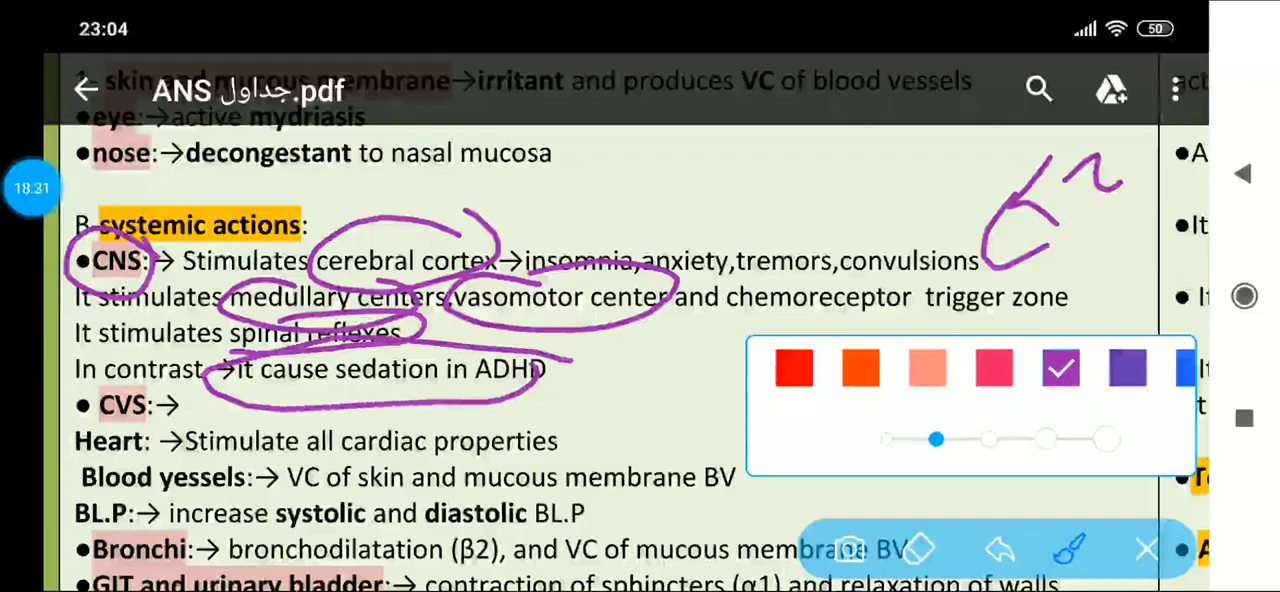 23:04
50
1- skin and mucous membrane→irritant and produces VC of blood vessels
ANS جداول.pdf
●eye:→active mydriasis
●nose:→decongestant to nasal mucosa
●A
18.31
B-systemic actions:
●It
●CNS:→ Stimulates cerebral cortex→insomnia,anxiety,tremors,convulsions
It stimulates medullary centers,vasomotor center and chemoreceptor trigger zone
It stimulates spinal reflexes
In contrast →it cause sedation in ADHD
● CVS:→
Heart: →Stimulate all cardiac properties
Blood yessels:→ VC of skin and mucous membrane BV
BL.P:→ increase systolic and diastolic BL.P
●Bronchi:→ bronchodilatation (β2), and VC of mucous membrane BV
● A
●GIT and urinary bladder:→ contraction of sphincters (α1) and relaxation of walls